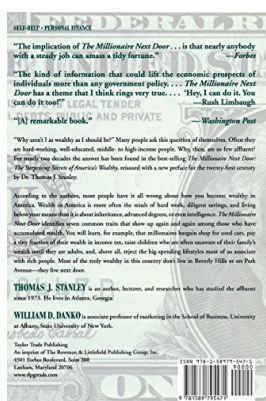 SELF-HELP • PERSONAL FINANCE
"The implication of The Millionaire Next Door . . . is that nearly anybody
with a steady job can amass a tidy fortune." —Forbes
"The kind of information that could lift the economic prospects of
individuals more than any government policy. . . . The Millionaire Next
Door has a theme that I think rings very true. . . . 'Hey, I can do it. You
can do it too!'" —Rush Limbaugh
LEGAL TENDER
AND PRIVATE
"[A] remarkable book." —Washington Post
"Why aren't I as wealthy as I should be?" Many people ask this question of themselves. Often they
are hard-working, well-educated, middle- to high-income people. Why, then, are so few affluent?
For nearly two decades the answer has been found in the best-selling The Millionaire Next Door:
The Surprising Secrets of America's Wealthy, reissued with a new preface for the twenty-first century
by Dr. Thomas J. Stanley.
According to the authors, most people have it all wrong about how you become wealthy in
America. Wealth in America is more often the result of hard work, diligent savings, and living
below your means than it is about inheritance, advanced degrees, or even intelligence. The Millionaire
Next Door identifies seven common traits that show up again and again among those who have
accumulated wealth. You will learn, for example, that millionaires bargain shop for used cars, pay
a tiny fraction of their wealth in income tax, raise children who are often unaware of their family's
wealth until they are adults, and, above all, reject the big-spending lifestyles most of us associate
with rich people. Most of the truly wealthy in this country don't live in Beverly Hills or on Park
Avenue—they live next door.
THOMAS J. STANLEY is an author, lecturer, and researcher who has studied the affluent
since 1973. He lives in Atlanta, Georgia.
WILLIAM D. DANKO is associate professor of marketing in the School of Business, University
at Albany, State University of New York.
Taylor Trade Publishing
An imprint of The Rowman & Littlefield Publishing Group, Inc.
4501 Forbes Boulevard, Suite 200
Lanham, Maryland 20706
www.rlpgtrade.com
ISBN 978-1-58979-547-1
90000
9 781589 795471
ONE